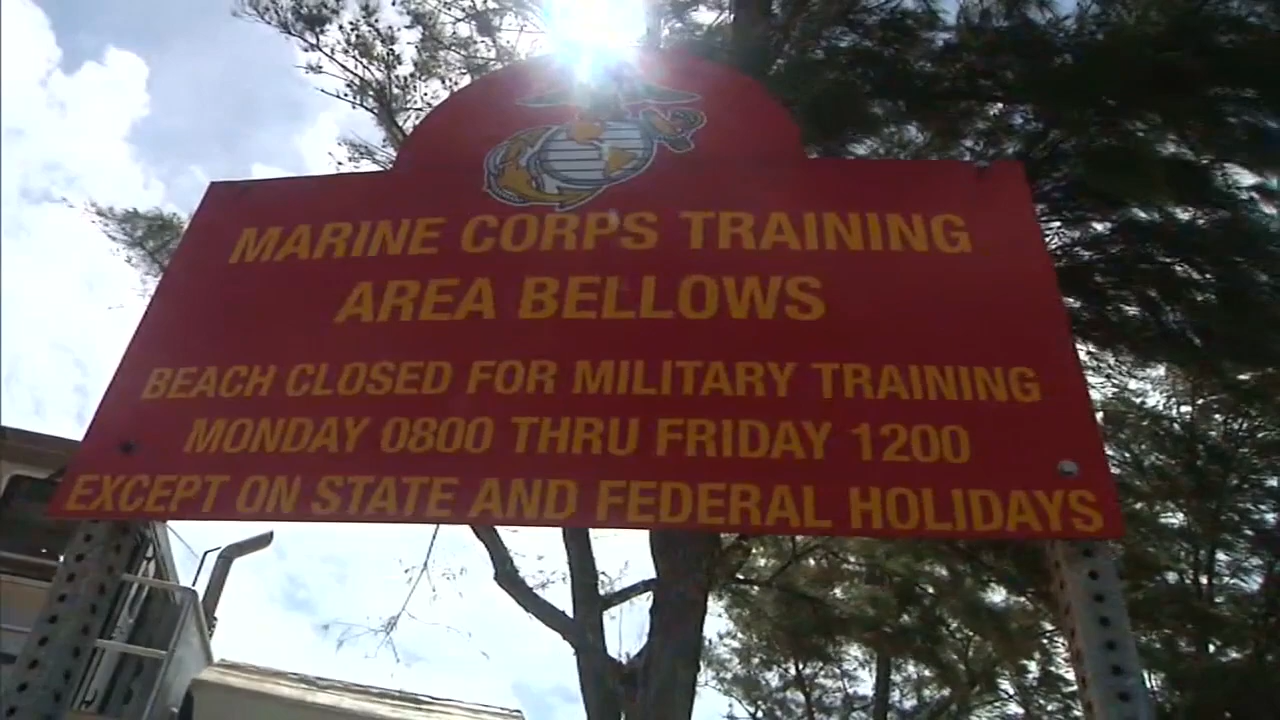 MARINE CORPS TRAINING
AREA BELLOWS
BEACH CLOSED FOR MILITARY TRAINING
MONDAY 0800 THRU FRIDAY 1200
EXCEPT ON STATE AND FEDERAL HOLIDAYS